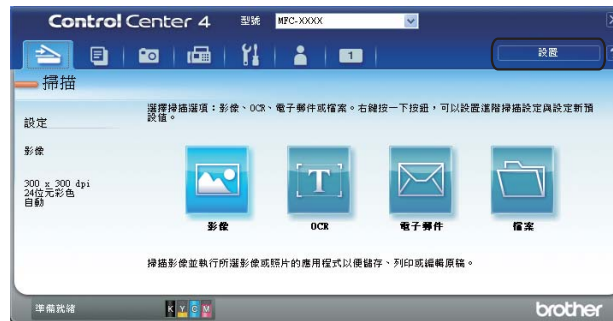 Control Center 4 型號 MFC-XXXX
1 設置
掃描
選擇掃描選項：影像、OCR、電子郵件或檔案。右鍵按一下按鈕，可以設置進階掃描設定與設定新預設值。
設定
影像
300 x 300 dpi
24位元彩色
自動
T
影像 OCR 電子郵件 檔案
掃描影像並執行所選影像或照片的應用程式以便儲存、列印或編輯原稿。
準備就緒 K Y C M brother